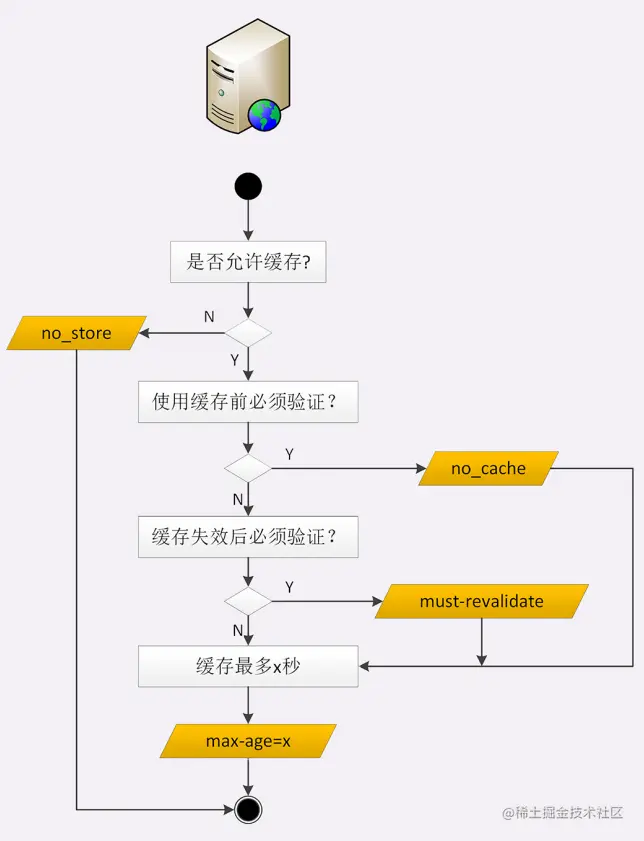 是否允许缓存?
N
no_store
Y
使用缓存前必须验证？
Y
no_cache
N
缓存失效后必须验证？
Y
must-revalidate
N
缓存最多x秒
max-age=x
@稀土掘金技术社区